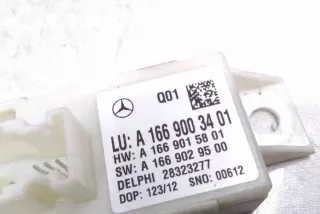 Q01
LU: A 166 900 34 01
HW: A 166 901 58 01
SW: A 166 902 95 00
DELPHI 28323277
DOP: 123/12 SNO: 00612